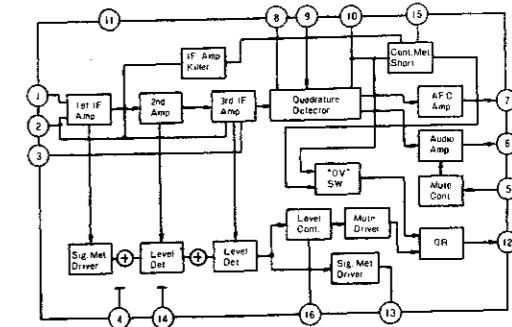 11
8
9
10
15
IF Amp
Killer
Cont.Met
Short
1
1st IF
Amp
2nd
Amp
3rd IF
Amp
Quadrature
Detector
AFC
Amp
7
2
Audio
Amp
6
3
"OV"
SW
Mute
Cont.
5
Level
Cont.
Mute
Driver
OR
12
Sig. Met
Driver
+
Level
Det
+
Level
Det
Sig. Met
Driver
4
14
16
13